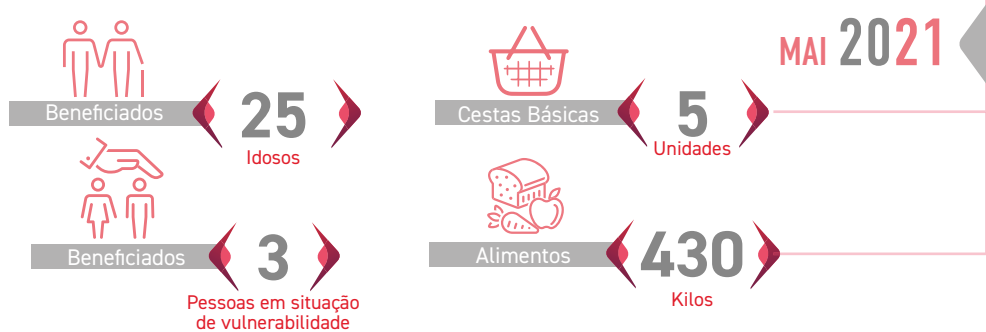 MAI 2021
Beneficiados
25
Idosos
Cestas Básicas
5
Unidades
Beneficiados
3
Pessoas em situação
de vulnerabilidade
Alimentos
430
Kilos